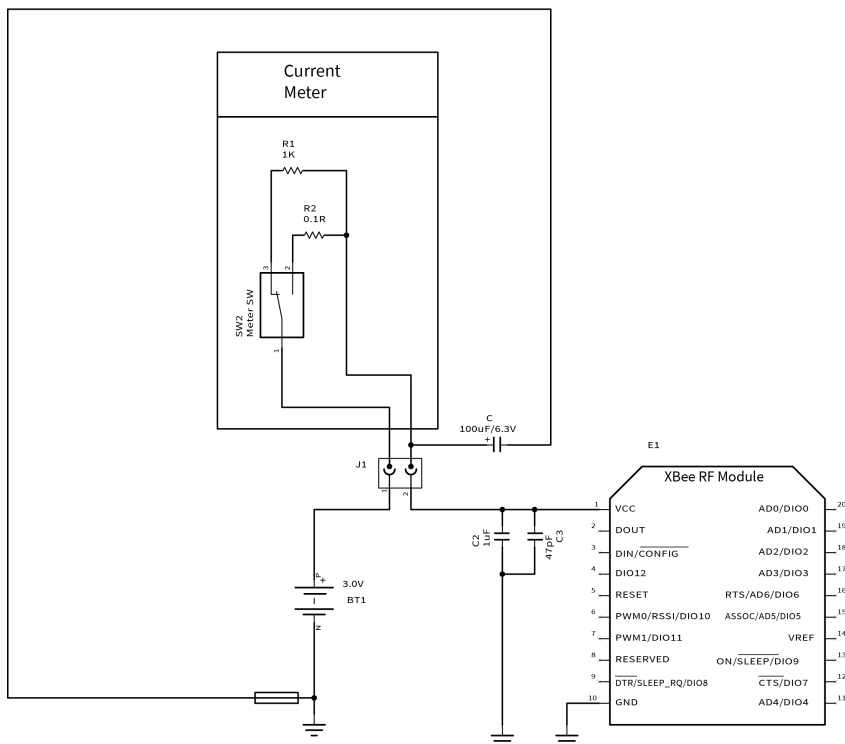 Current
Meter
R1
1K
R2
0.1R
3
2
SW2
Meter SW
1
C
100uF/6.3V
+
J1
1
2
E1
XBee RF Module
1 VCC
2 DOUT
3 DIN/CONFIG
4 DIO12
5 RESET
6 PWM0/RSSI/DIO10
7 PWM1/DIO11
8 RESERVED
9 DTR/SLEEP_RQ/DIO8
10 GND
AD0/DIO0 20
AD1/DIO1 19
AD2/DIO2 18
AD3/DIO3 17
RTS/AD6/DIO6 16
ASSOC/AD5/DIO5 15
VREF 14
ON/SLEEP/DIO9 13
CTS/DIO7 12
AD4/DIO4 11
C2
1uF
47pF
C3
P
+
3.0V
BT1
N